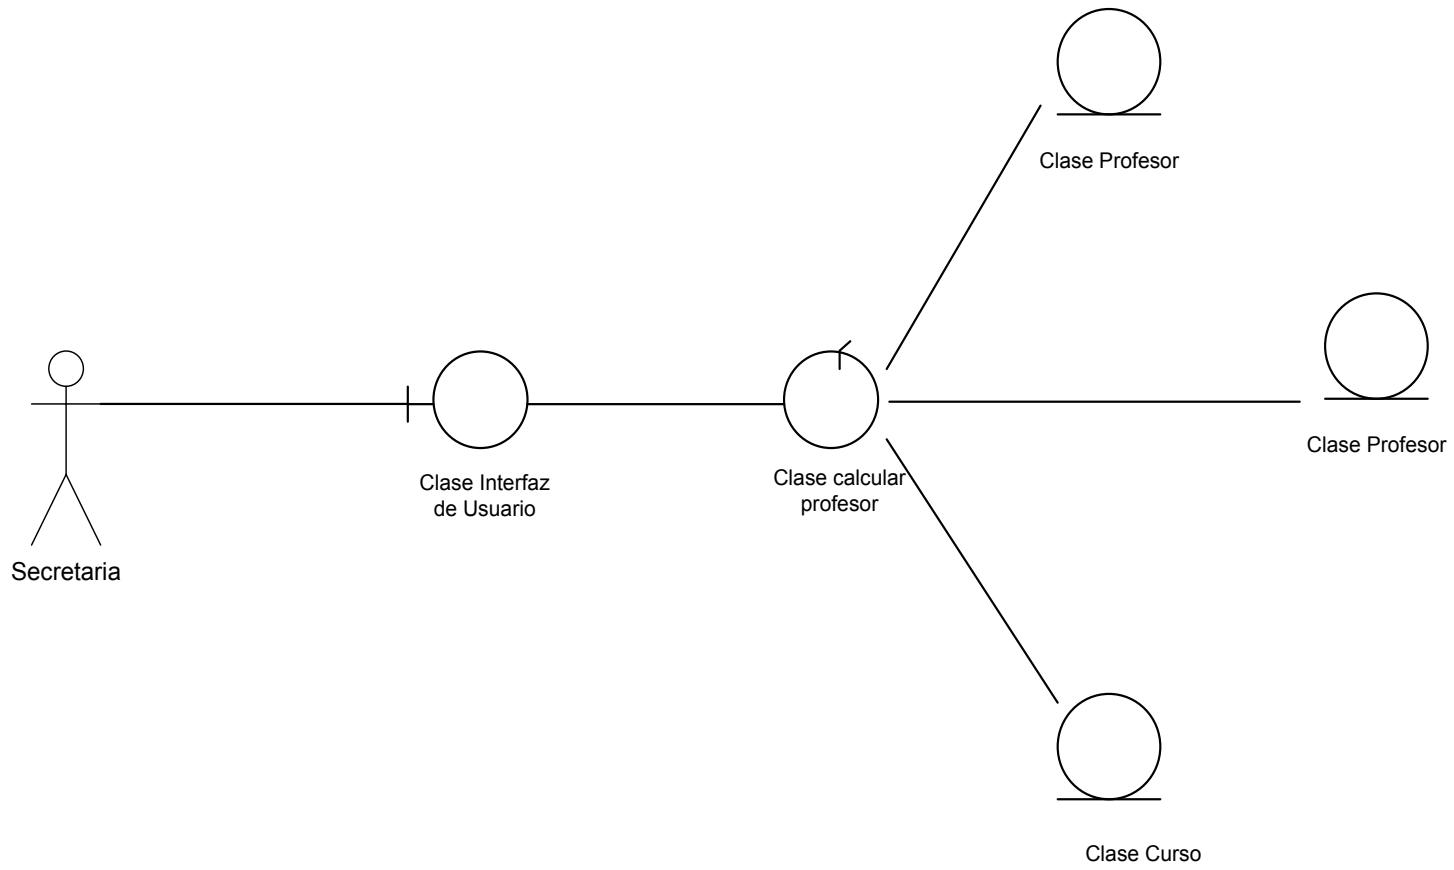 Clase Profesor
Clase Profesor
Clase Interfaz
de Usuario
Clase calcular
profesor
Secretaria
Clase Curso